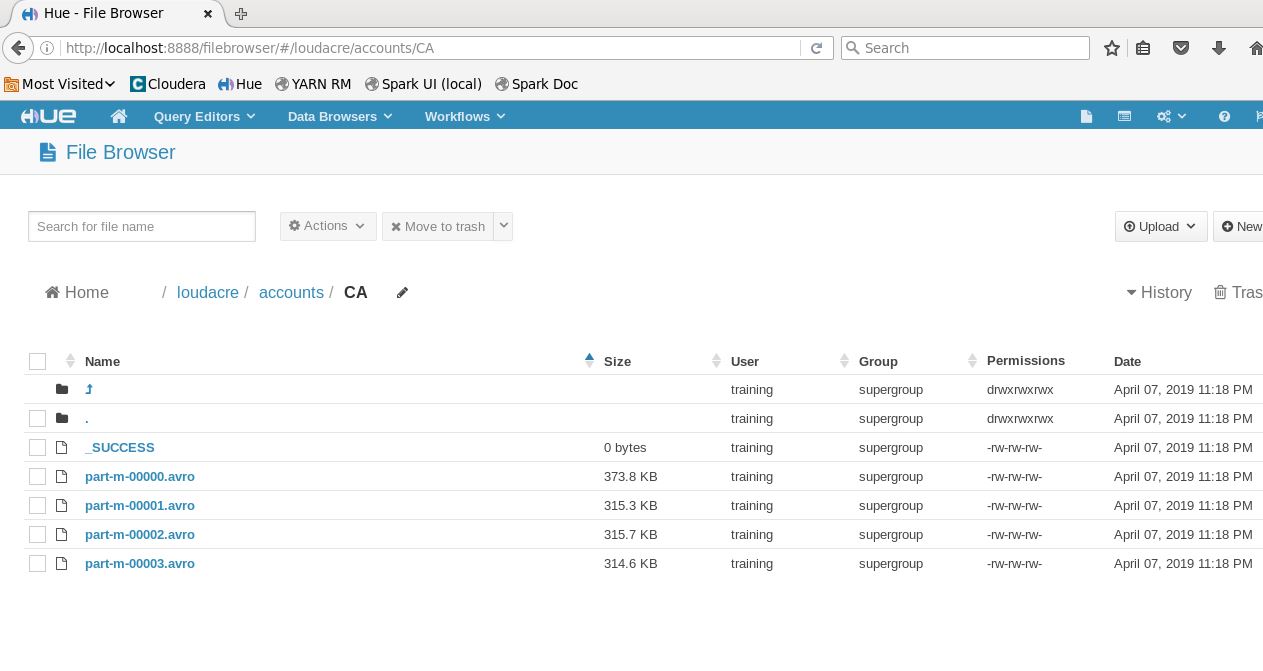 Hue - File Browser
http://localhost:8888/filebrowser/#/loudacre/accounts/CA
Search
Most Visited
Cloudera
Hue
YARN RM
Spark UI (local)
Spark Doc
HUE
Query Editors
Data Browsers
Workflows
File Browser
Search for file name
Actions
Move to trash
Upload
New
Home / loudacre / accounts / CA
History
Tras
Name Size User Group Permissions Date
training supergroup drwxrwxrwx April 07, 2019 11:18 PM
. training supergroup drwxrwxrwx April 07, 2019 11:18 PM
_SUCCESS 0 bytes training supergroup -rw-rw-rw- April 07, 2019 11:18 PM
part-m-00000.avro 373.8 KB training supergroup -rw-rw-rw- April 07, 2019 11:18 PM
part-m-00001.avro 315.3 KB training supergroup -rw-rw-rw- April 07, 2019 11:18 PM
part-m-00002.avro 315.7 KB training supergroup -rw-rw-rw- April 07, 2019 11:18 PM
part-m-00003.avro 314.6 KB training supergroup -rw-rw-rw- April 07, 2019 11:18 PM